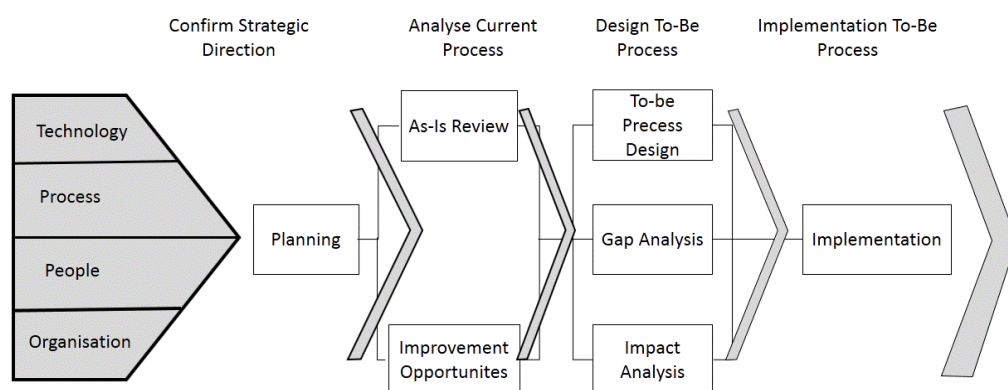 Confirm Strategic
Direction
Analyse Current
Process
Design To-Be
Process
Implementation To-Be
Process
Technology
Process
People
Organisation
Planning
As-Is Review
Improvement
Opportunites
To-be
Precess
Design
Gap Analysis
Impact
Analysis
Implementation